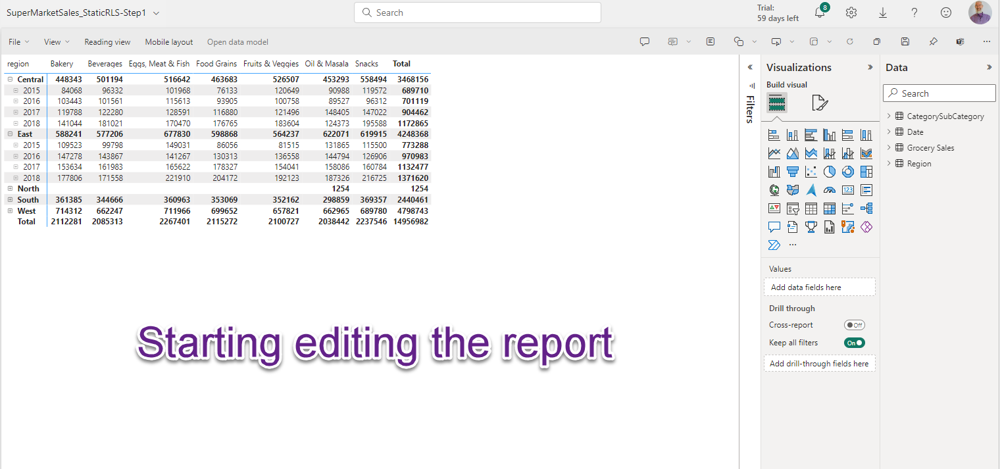 SuperMarketSales_StaticRLS-Step1
Search
Trial:
59 days left
8
File View Reading view Mobile layout Open data model
region Bakery Beverages Eggs, Meat & Fish Food Grains Fruits & Veggies Oil & Masala Snacks Total
Central 448343 501194 516642 463683 526507 453293 558494 3468156
2015 84068 96332 101968 76133 120649 90988 119572 689710
2016 103443 101561 115613 93905 100758 89527 96312 701119
2017 119788 122280 128591 116880 121496 148405 147022 904462
2018 141044 181021 170470 176765 183604 124373 195588 1172865
East 588241 577206 677830 598868 564237 622071 619915 4248368
2015 109523 99798 149031 86056 81515 131865 115500 773288
2016 147278 143867 141267 130313 136558 144794 126906 970983
2017 153634 161983 165622 178327 154041 158086 160784 1132477
2018 177806 171558 221910 204172 192123 187326 216725 1371620
North 1254 1254
South 361385 344666 360963 353069 352162 298859 369357 2440461
West 714312 662247 711966 699652 657821 662965 689780 4798743
Total 2112281 2085313 2267401 2115272 2100727 2038442 2237546 14956982
Starting editing the report
Filters
Visualizations
Build visual
123
Values
Add data fields here
Drill through
Cross-report Off
Keep all filters On
Add drill-through fields here
Data
Search
CategorySubCategory
Date
Grocery Sales
Region